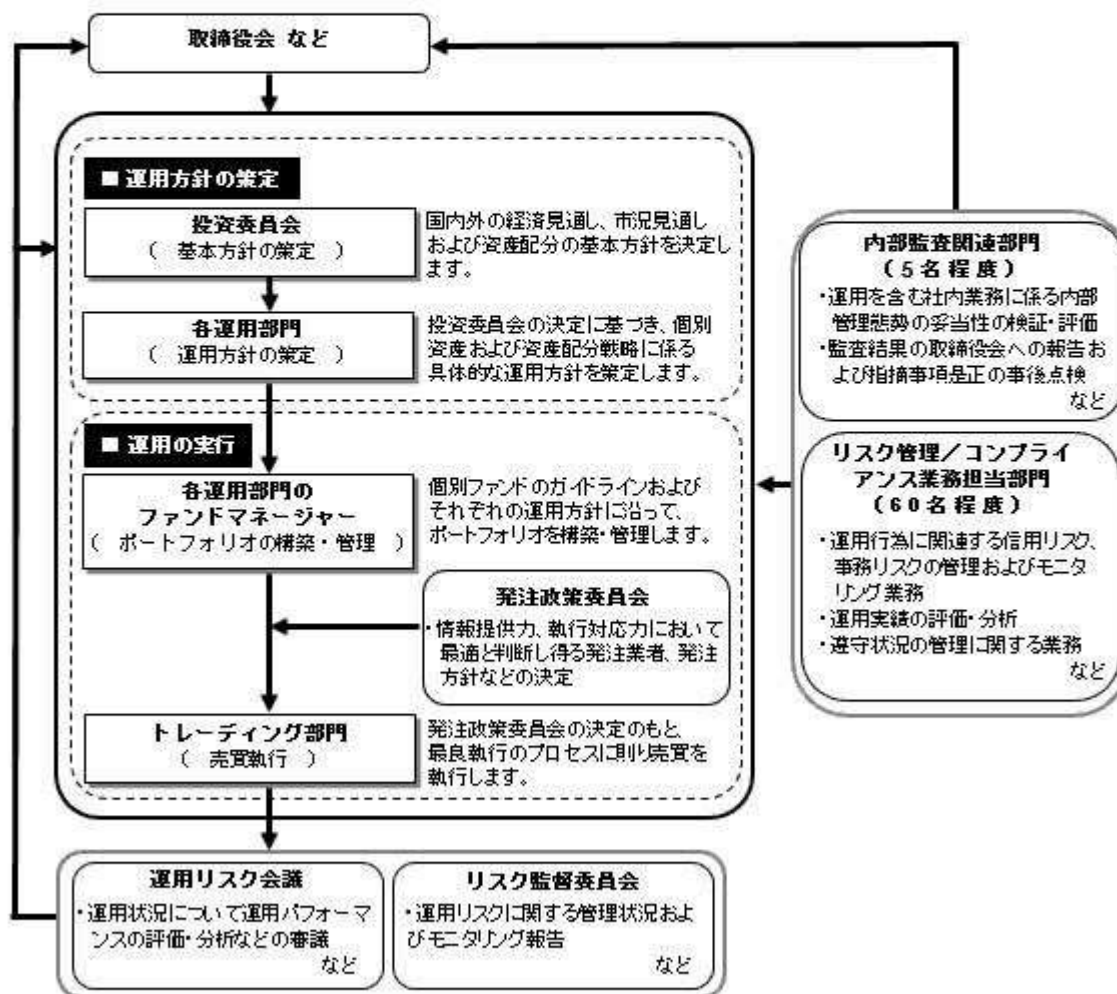 取締役会 など
■ 運用方針の策定
投資委員会
( 基本方針の策定 )
国内外の経済見通し、市況見通し
および資産配分の基本方針を決定し
ます。
各運用部門
( 運用方針の策定 )
投資委員会の決定に基づき、個別
資産および資産配分戦略に係る
具体的な運用方針を策定します。
■ 運用の実行
各運用部門の
ファンドマネージャー
( ポートフォリオの構築・管理 )
個別ファンドのガイドラインおよび
それぞれの運用方針に沿って、
ポートフォリオを構築・管理します。
発注政策委員会
・情報提供力、執行対応力において
最適と判断し得る発注業者、発注
方針などの決定
トレーディング部門
( 売買執行 )
発注政策委員会の決定のもと、
最良執行のプロセスに則り売買を
執行します。
内部監査関連部門
(5名程度)
・運用を含む社内業務に係る内部
管理態勢の妥当性の検証・評価
・監査結果の取締役会への報告お
よび指摘事項是正の事後点検
など
リスク管理/コンプライ
アンス業務担当部門
(60名程度)
・運用行為に関連する信用リスク、
事務リスクの管理およびモニタ
リング業務
・運用実績の評価・分析
・遵守状況の管理に関する業務
など
運用リスク会議
・運用状況について運用パフォーマ
ンスの評価・分析などの審議
など
リスク監督委員会
・運用リスクに関する管理状況およ
びモニタリング報告
など